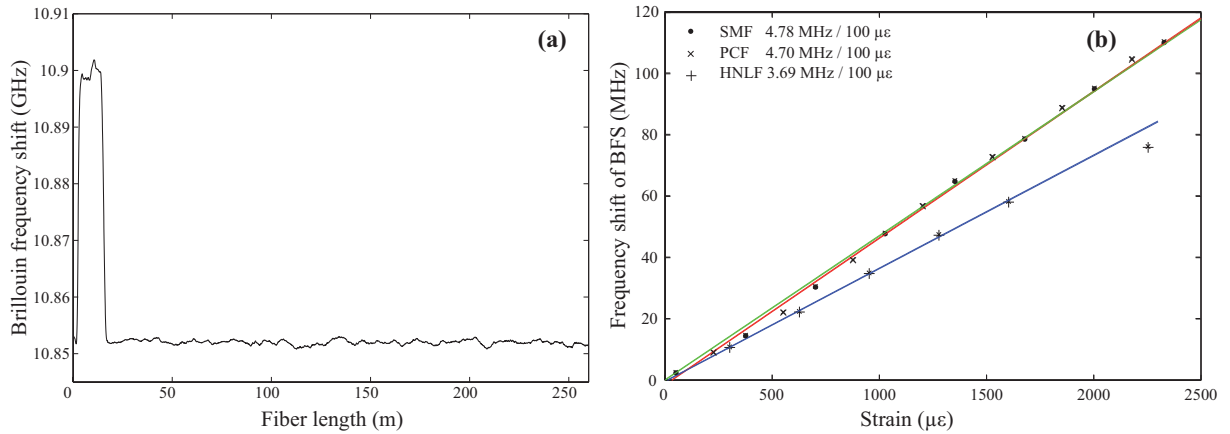 10.91
10.9
10.89
10.88
10.87
10.86
10.85
0
50
100
150
200
250
Brillouin frequency shift (GHz)
Fiber length (m)
(a)
120
100
80
60
40
20
0
0
500
1000
1500
2000
2500
Frequency shift of BFS (MHz)
Strain (µε)
(b)
SMF 4.78 MHz / 100 µε
PCF 4.70 MHz / 100 µε
HNLF 3.69 MHz / 100 µε